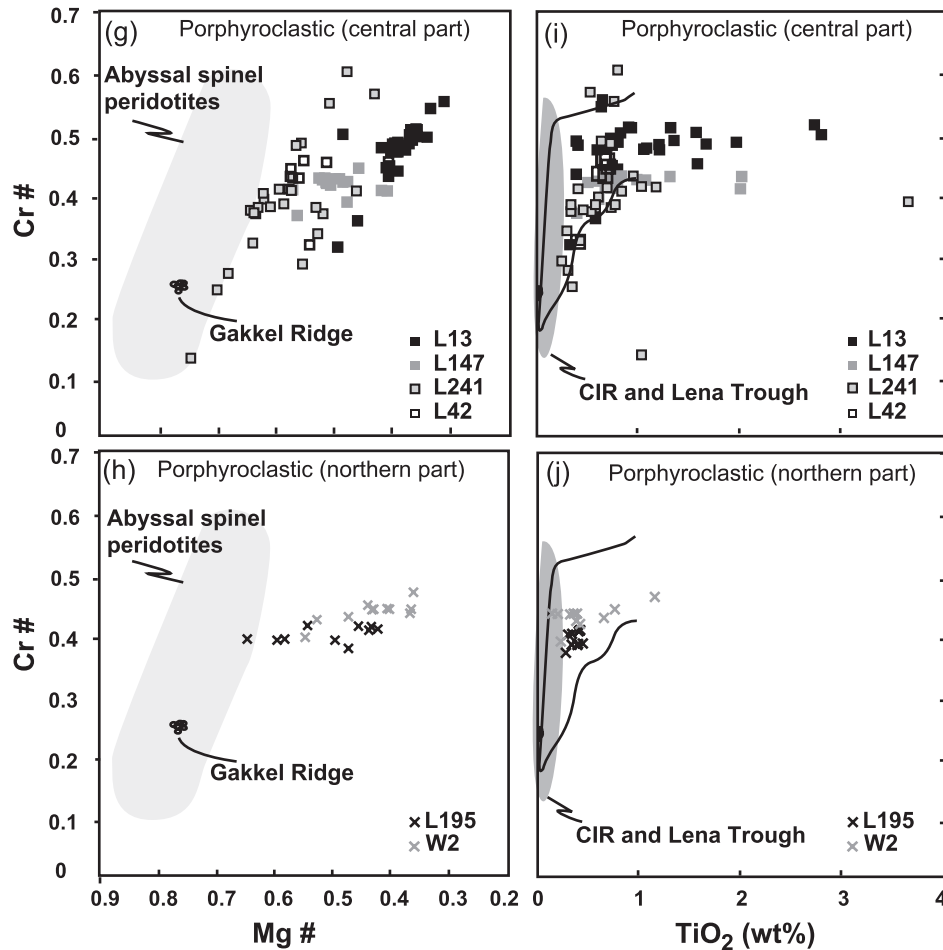 (g) Porphyroclastic (central part)
Abyssal spinel
peridotites
Gakkel Ridge
L13
L147
L241
L42
Cr #
0.7
0.6
0.5
0.4
0.3
0.2
0.1
0
(i) Porphyroclastic (central part)
CIR and Lena Trough
L13
L147
L241
L42
(h) Porphyroclastic (northern part)
Abyssal spinel
peridotites
Gakkel Ridge
L195
W2
Cr #
0.7
0.6
0.5
0.4
0.3
0.2
0.1
0
0.9 0.8 0.7 0.6 0.5 0.4 0.3 0.2
Mg #
(j) Porphyroclastic (northern part)
CIR and Lena Trough
L195
W2
0 1 2 3 4
TiO₂ (wt%)